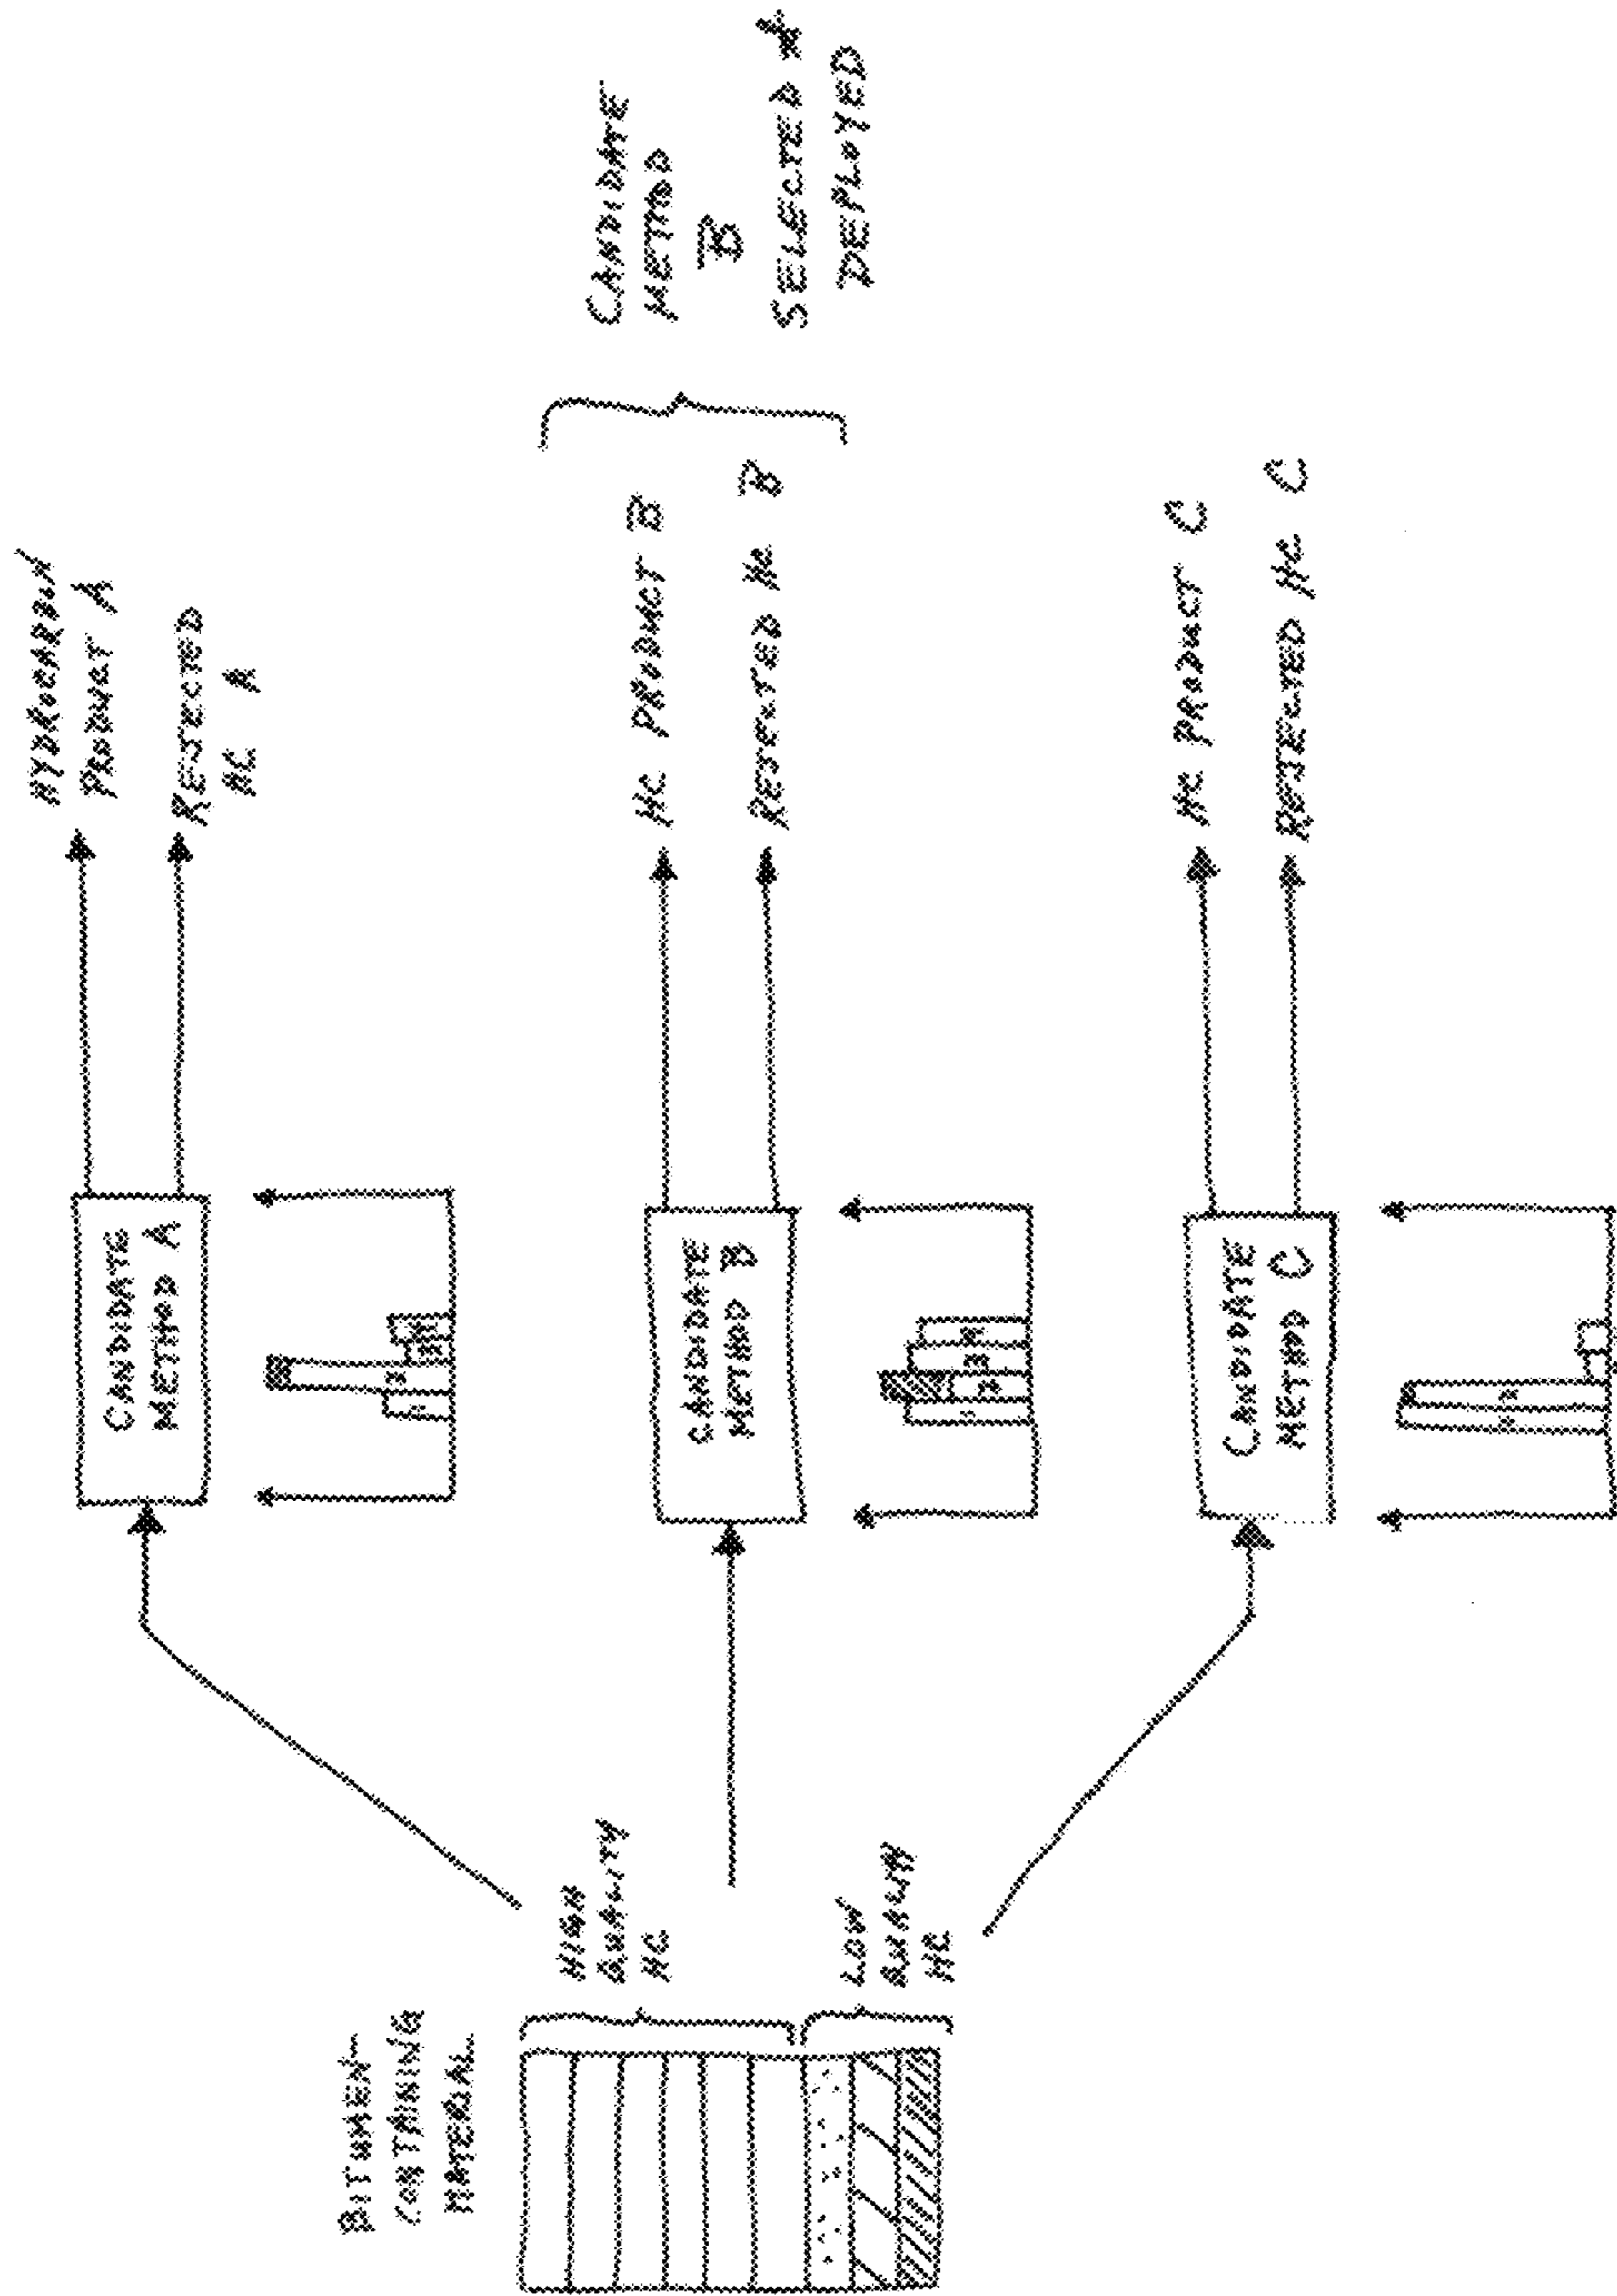 BITUMEN-
CONTAINING
MATERIAL
HIGH
QUALITY
HC
LOW
QUALITY
HC
CANDIDATE
METHOD A
HYDROCARBON
PRODUCT A
REJECTED
HC A
CANDIDATE
METHOD B
HC PRODUCT B
REJECTED HC B
CANDIDATE
METHOD
B
SELECTED &
DEPLOYED
CANDIDATE
METHOD C
HC PRODUCT C
REJECTED HC C